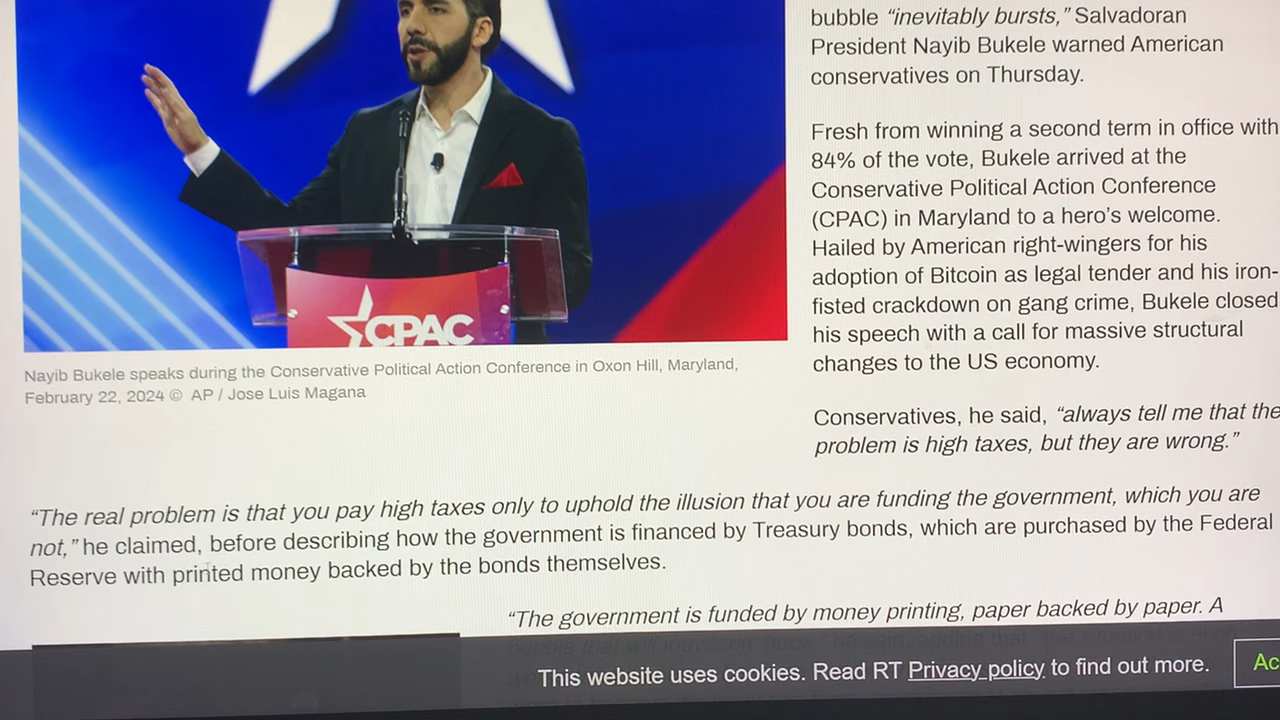 bubble “inevitably bursts,” Salvadoran
President Nayib Bukele warned American
conservatives on Thursday.
Fresh from winning a second term in office with
84% of the vote, Bukele arrived at the
Conservative Political Action Conference
(CPAC) in Maryland to a hero’s welcome.
Hailed by American right-wingers for his
adoption of Bitcoin as legal tender and his iron-
fisted crackdown on gang crime, Bukele closed
his speech with a call for massive structural
changes to the US economy.
CPAC
Nayib Bukele speaks during the Conservative Political Action Conference in Oxon Hill, Maryland,
February 22, 2024 © AP / Jose Luis Magana
Conservatives, he said, “always tell me that the
problem is high taxes, but they are wrong.”
“The real problem is that you pay high taxes only to uphold the illusion that you are funding the government, which you are
not,” he claimed, before describing how the government is financed by Treasury bonds, which are purchased by the Federal
Reserve with printed money backed by the bonds themselves.
“The government is funded by money printing, paper backed by paper. A
This website uses cookies. Read RT Privacy policy to find out more.
Ac